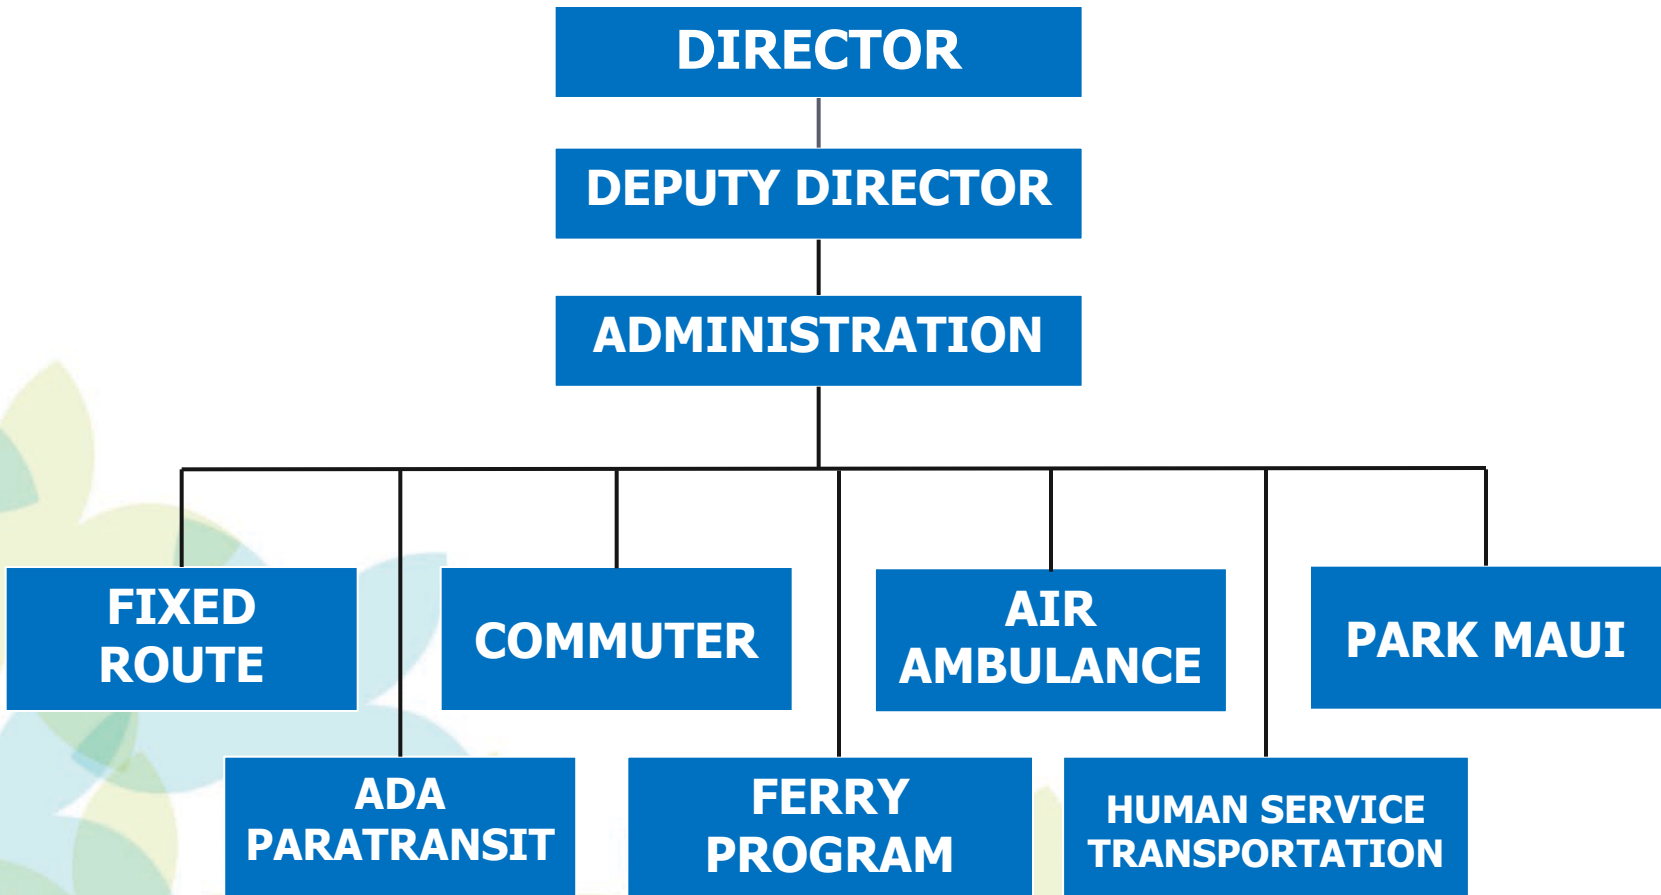 DIRECTOR
DEPUTY DIRECTOR
ADMINISTRATION
FIXED
ROUTE
COMMUTER
AIR
AMBULANCE
PARK MAUI
ADA
PARATRANSIT
FERRY
PROGRAM
HUMAN SERVICE
TRANSPORTATION